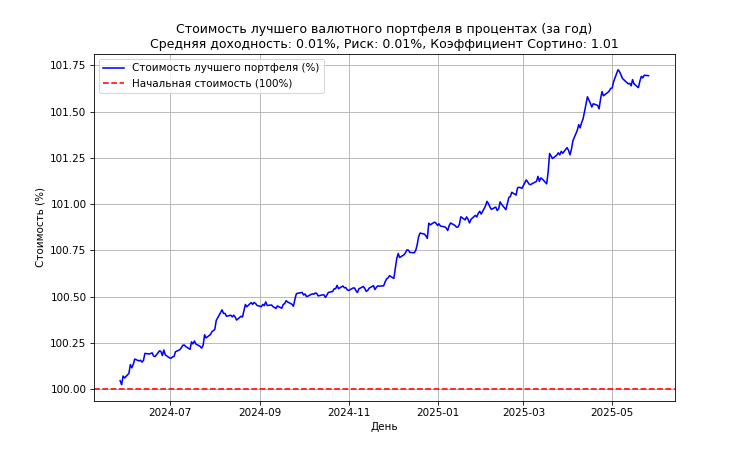 Стоимость лучшего валютного портфеля в процентах (за год)
Средняя доходность: 0.01%, Риск: 0.01%, Коэффициент Сортино: 1.01
Стоимость лучшего портфеля (%)
Начальная стоимость (100%)
101.75
101.50
101.25
101.00
100.75
100.50
100.25
100.00
Стоимость (%)
2024-07
2024-09
2024-11
2025-01
2025-03
2025-05
День